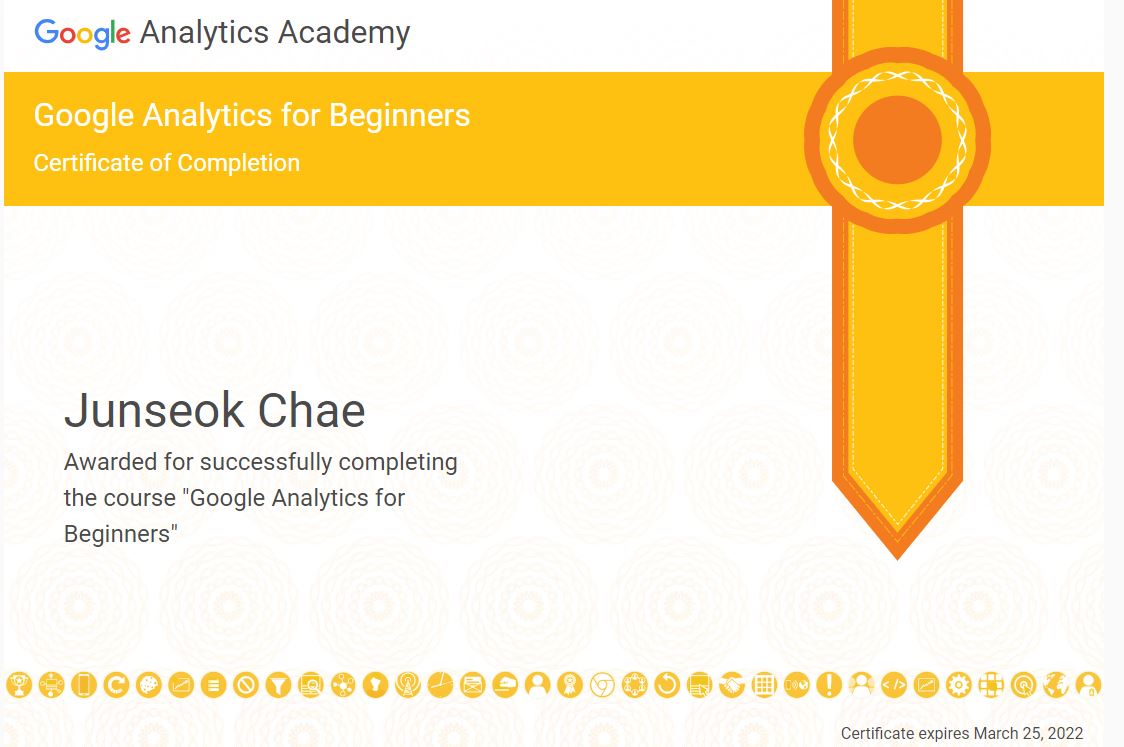 Google Analytics Academy
Google Analytics for Beginners
Certificate of Completion
Junseok Chae
Awarded for successfully completing
the course "Google Analytics for
Beginners"
Certificate expires March 25, 2022